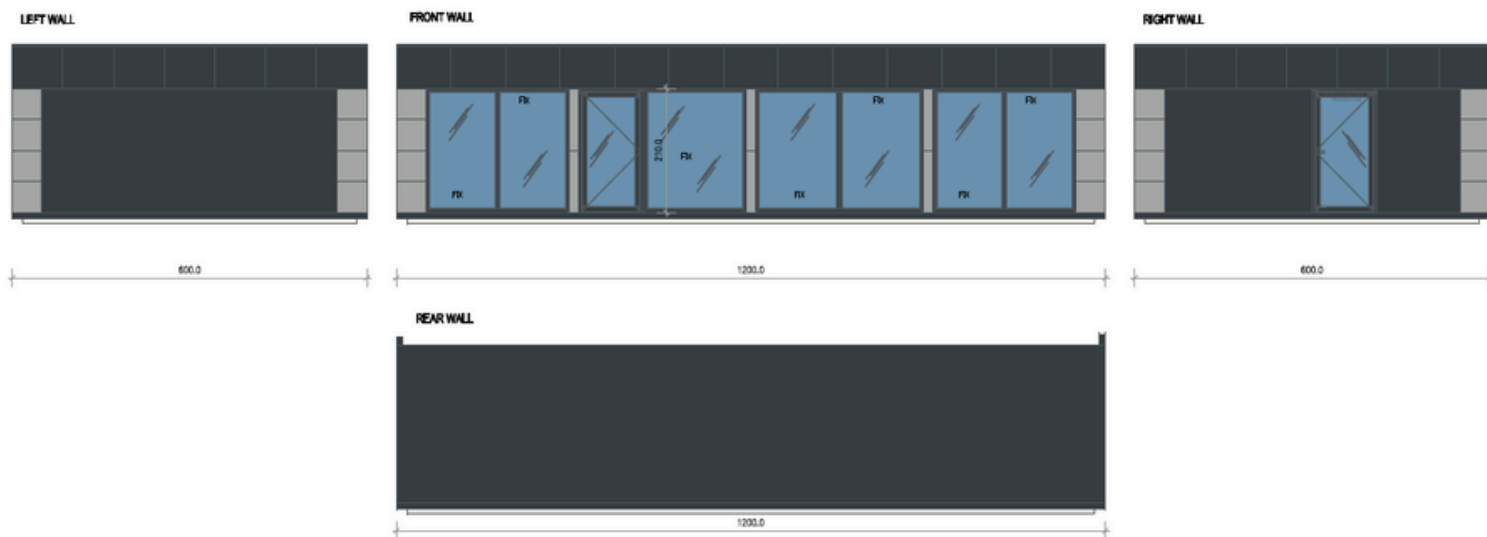 LEFT WALL
FRONT WALL
RIGHT WALL
FIX
FIX
210.0
FIX
FIX
FIX
FIX
FIX
600.0
1200.0
600.0
REAR WALL
1200.0